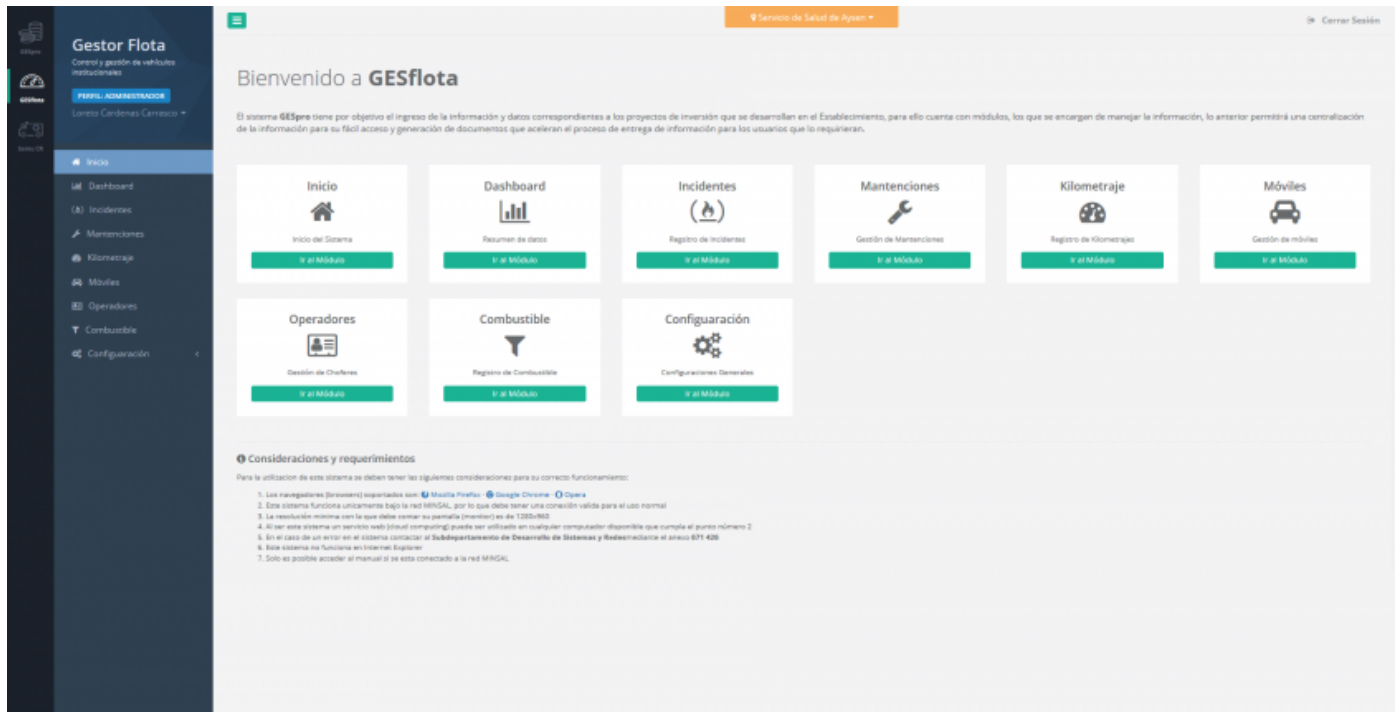 GESpro
GESflota
Gestor Flota
Control y gestión de vehículos
institucionales
PERFIL: ADMINISTRADOR
Loreto Cardenas Carrasco
Inicio
Dashboard
Incidentes
Mantenciones
Kilometraje
Móviles
Operadores
Combustible
Configuaración
Servicio de Salud de Aysen
Cerrar Sesión
Bienvenido a GESflota
El sistema GESpro tiene por objetivo el ingreso de la información y datos correspondientes a los proyectos de inversión que se desarrollan en el Establecimiento, para ello cuenta con módulos, los que se encargan de manejar la información, lo anterior permitirá una centralización
de la información para su fácil acceso y generación de documentos que aceleran el proceso de entrega de información para los usuarios que lo requirieran.
Inicio
Inicio del Sistema
Ir al Módulo
Dashboard
Resumen de datos
Ir al Módulo
Incidentes
Registro de Incidentes
Ir al Módulo
Mantenciones
Gestión de Mantenciones
Ir al Módulo
Kilometraje
Registro de Kilometrajes
Ir al Módulo
Móviles
Gestión de móviles
Ir al Módulo
Operadores
Gestión de Choferes
Ir al Módulo
Combustible
Registro de Combustible
Ir al Módulo
Configuaración
Configuraciones Generales
Ir al Módulo
Consideraciones y requerimientos
Para la utilizacion de este sistema se deben tener las siguientes consideraciones para su correcto funcionamiento:
1. Los navegadores (browsers) soportados son: Mozilla Firefox - Google Chrome - Opera
2. Este sistema funciona unicamente bajo la red MINSAL, por lo que debe tener una conexión valida para el uso normal
3. La resolución minima con la que debe contar su pantalla (monitor) es de 1280x960
4. Al ser este sistema un servicio web (cloud computing) puede ser utilizado en cualquier computador disponible que cumpla el punto número 2
5. En el caso de un error en el sistema contactar al Subdepartamento de Desarrollo de Sistemas y Redesmediante el anexo 671 426
6. Este sistema no funciona en Internet Explorer
7. Solo es posible acceder al manual si se esta conectado a la red MINSAL